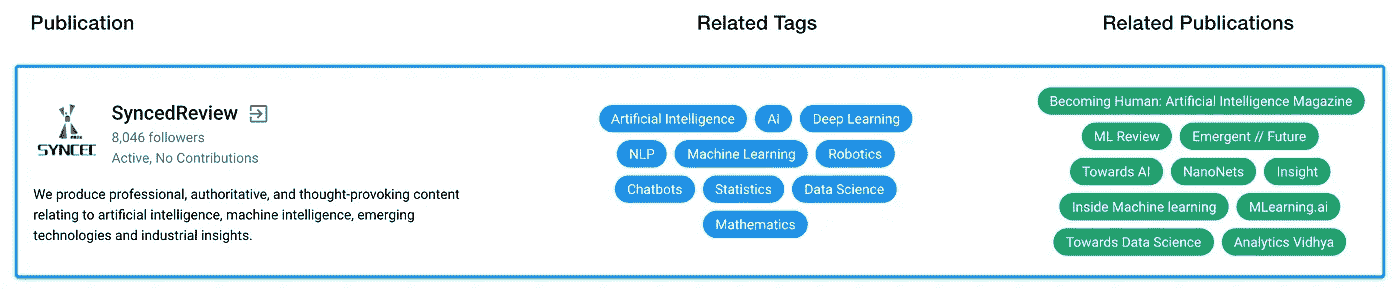 Publication
Related Tags
Related Publications
SYNCEC
SyncedReview
8,046 followers
Active, No Contributions
We produce professional, authoritative, and thought-provoking content
relating to artificial intelligence, machine intelligence, emerging
technologies and industrial insights.
Artificial Intelligence
Ai
Deep Learning
NLP
Machine Learning
Robotics
Chatbots
Statistics
Data Science
Mathematics
Becoming Human: Artificial Intelligence Magazine
ML Review
Emergent // Future
Towards AI
NanoNets
Insight
Inside Machine learning
MLearning.ai
Towards Data Science
Analytics Vidhya